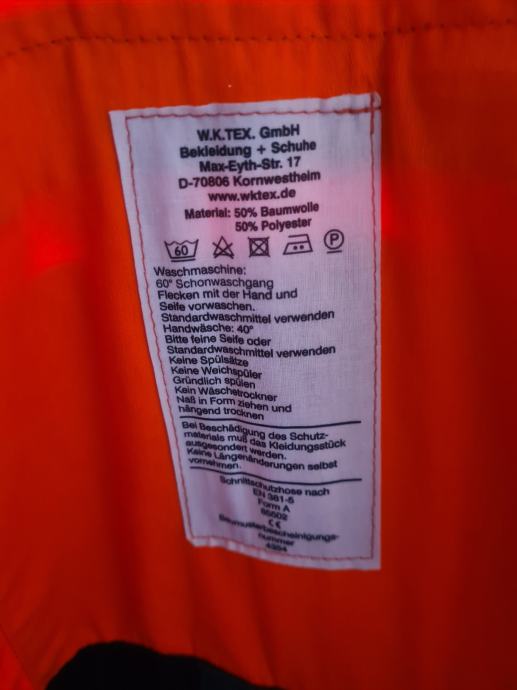 W.K.TEX. GmbH
Bekleidung + Schuhe
Max-Eyth-Str. 17
D-70806 Kornwestheim
www.wktex.de
Material: 50% Baumwolle
50% Polyester
60 P
Waschmaschine:
60° Schonwaschgang
Flecken mit der Hand und
Seife vorwaschen.
Standardwaschmittel verwenden
Handwäsche: 40°
Bitte feine Seife oder
Standardwaschmittel verwenden
Keine Spülsätze
Keine Weichspüler
Gründlich spülen
Kein Wäschetrockner
Naß in Form ziehen und
hängend trocknen
Bei Beschädigung des Schutz-
materials muß das Kleidungsstück
ausgesondert werden.
Keine Längenänderungen selbst
vornehmen.
Schnittschutzhose nach
EN 381-5
Form A
CE
Baumusterbescheinigungs-
nummer